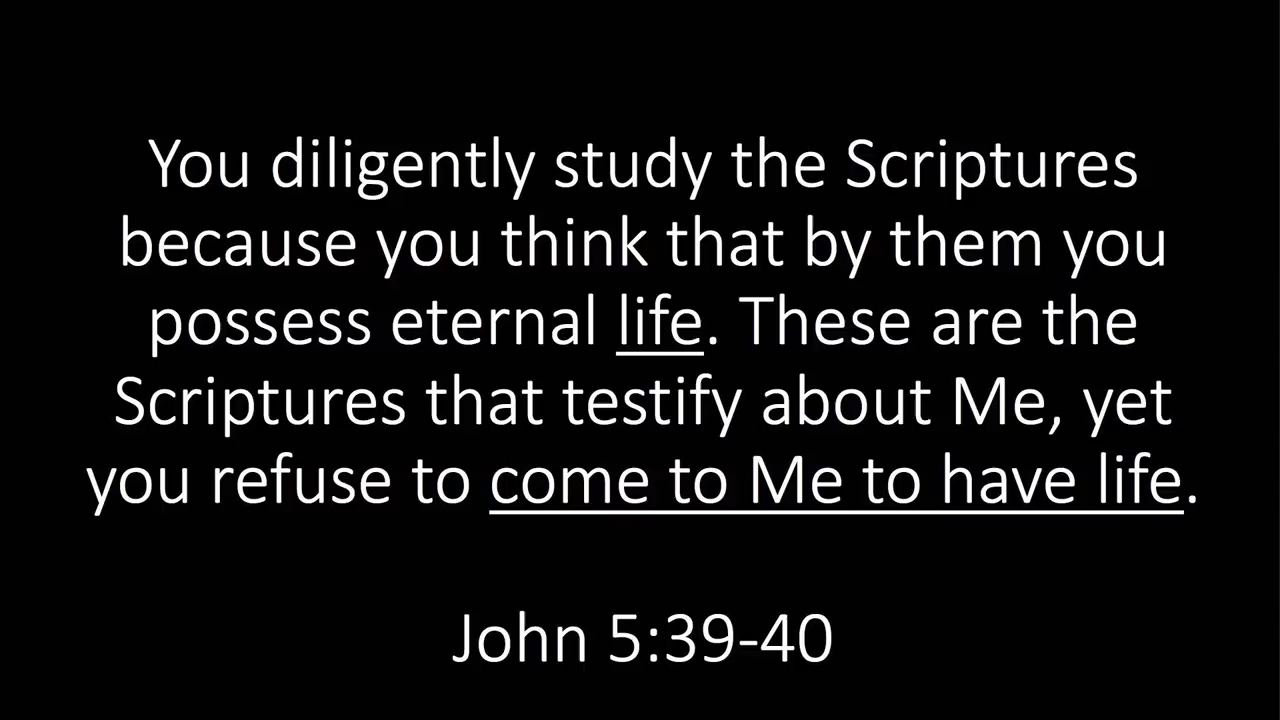 You diligently study the Scriptures
because you think that by them you
possess eternal life. These are the
Scriptures that testify about Me, yet
you refuse to come to Me to have life.
John 5:39-40